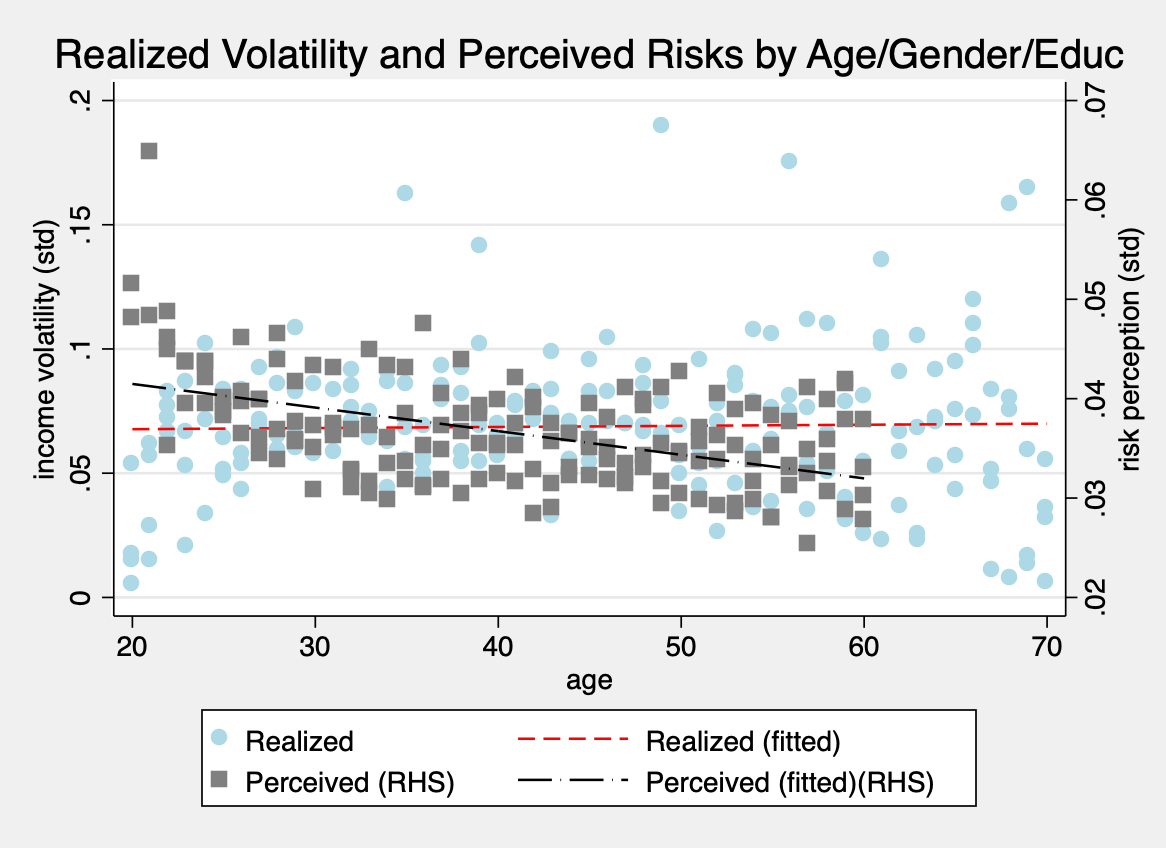 Realized Volatility and Perceived Risks by Age/Gender/Educ
income volatility (std)
.2
.15
.1
.05
0
risk perception (std)
.07
.06
.05
.04
.03
.02
20 30 40 50 60 70
age
Realized
Realized (fitted)
Perceived (RHS)
Perceived (fitted)(RHS)